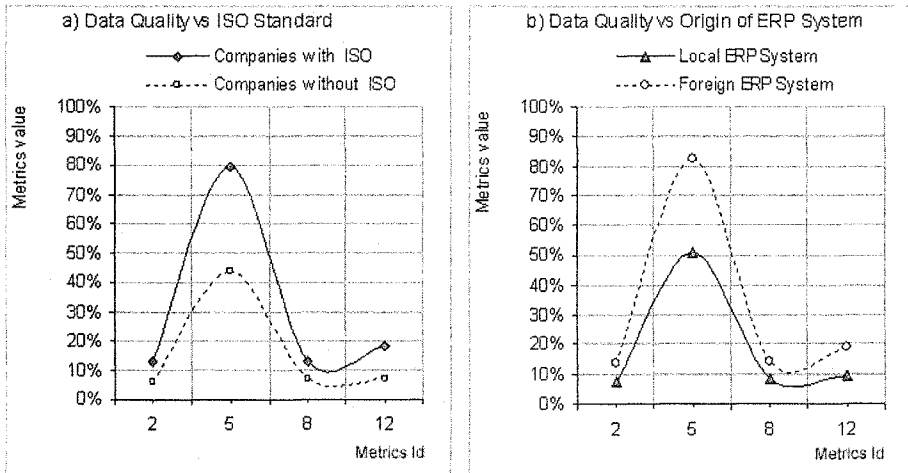 a) Data Quality vs ISO Standard
Companies with ISO
Companies without ISO
Metrics value
100%
90%
80%
70%
60%
50%
40%
30%
20%
10%
0%
2 5 8 12
Metrics Id
b) Data Quality vs Origin of ERP System
Local ERP System
Foreign ERP System
Metrics value
100%
90%
80%
70%
60%
50%
40%
30%
20%
10%
0%
2 5 8 12
Metrics Id